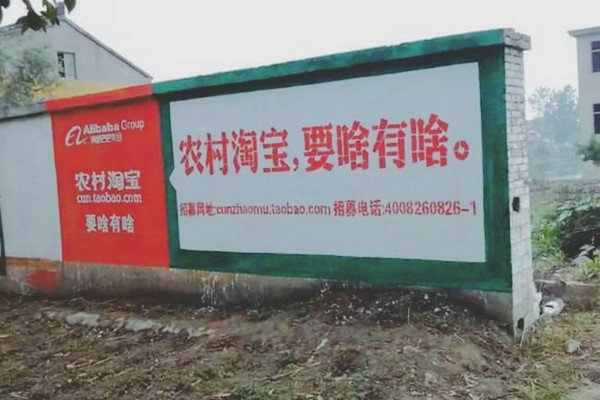 Alibaba Group
阿里巴巴集团
农村淘宝
cun.taobao.com
要啥有啥
农村淘宝,要啥有啥。
招募网址:cunzhaomu.taobao.com 招募电话:4008260826-1